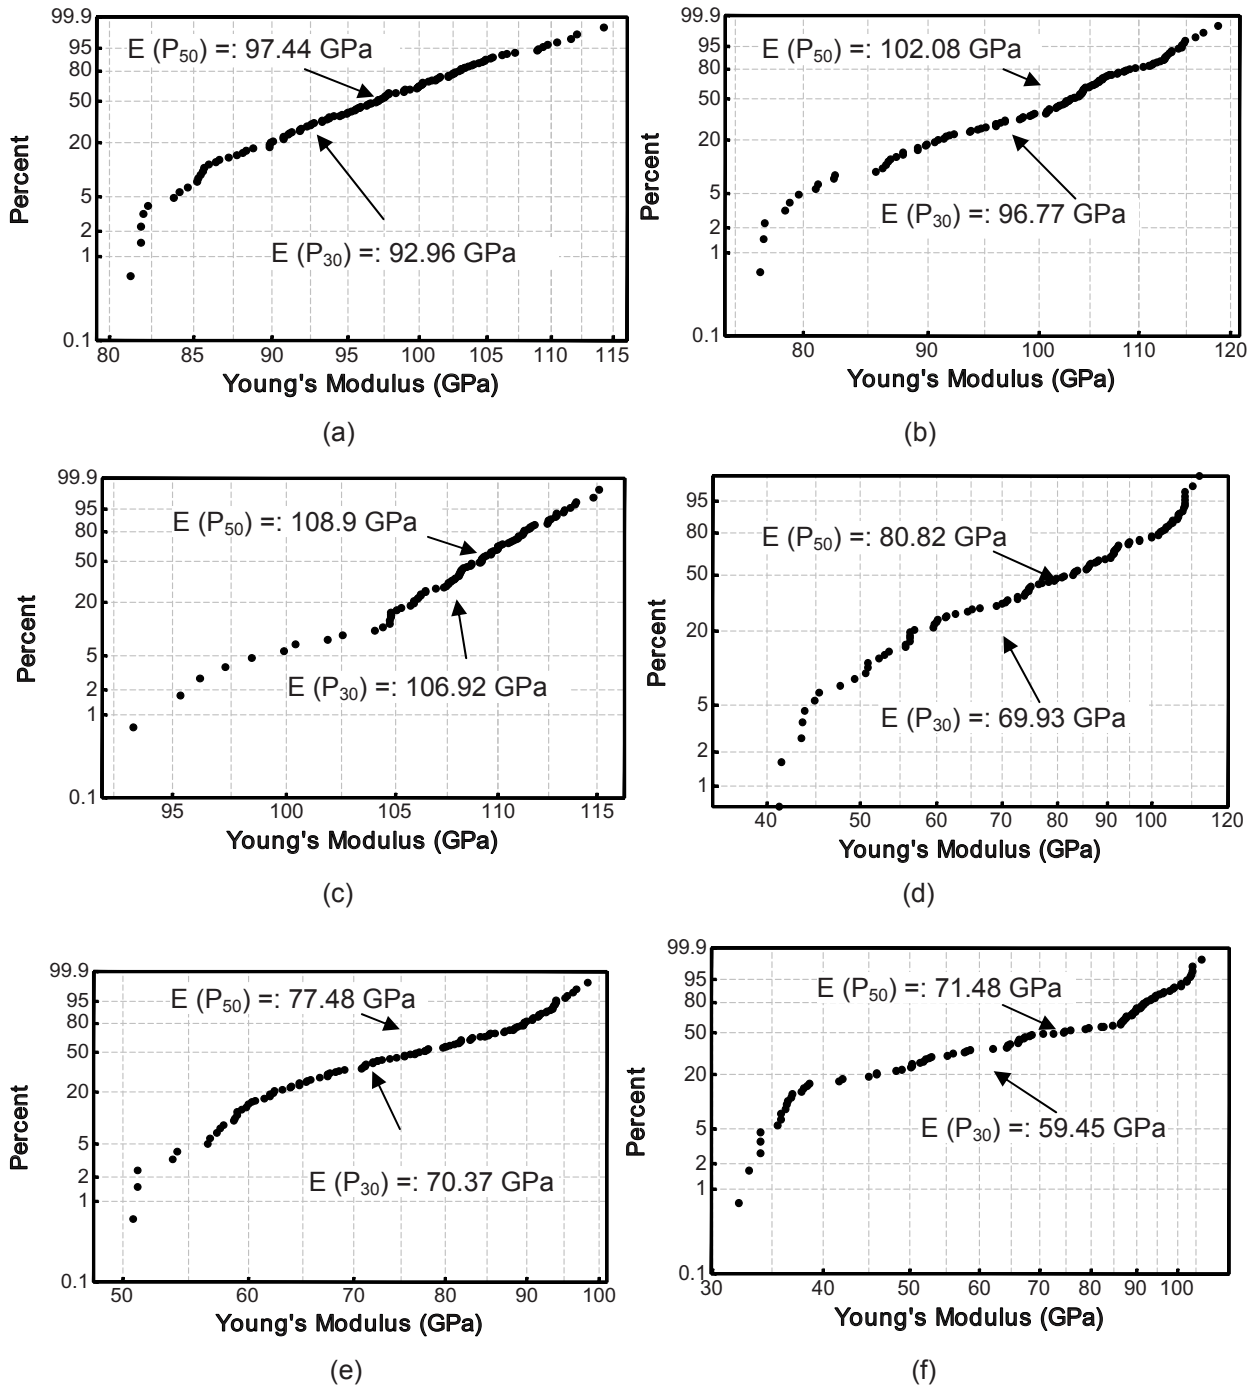 99.9
95
80
50
20
5
2
1
0.1
Percent
E (P50) =: 97.44 GPa
E (P30) =: 92.96 GPa
80 85 90 95 100 105 110 115
Young's Modulus (GPa)
(a)
99.9
95
80
50
20
5
2
1
0.1
Percent
E (P50) =: 102.08 GPa
E (P30) =: 96.77 GPa
80 90 100 110 120
Young's Modulus (GPa)
(b)
99.9
95
80
50
20
5
2
1
0.1
Percent
E (P50) =: 108.9 GPa
E (P30) =: 106.92 GPa
95 100 105 110 115
Young's Modulus (GPa)
(c)
95
80
50
20
5
2
1
Percent
E (P50) =: 80.82 GPa
E (P30) =: 69.93 GPa
40 50 60 70 80 90 100 120
Young's Modulus (GPa)
(d)
99.9
95
80
50
20
5
2
1
0.1
Percent
E (P50) =: 77.48 GPa
E (P30) =: 70.37 GPa
50 60 70 80 90 100
Young's Modulus (GPa)
(e)
99.9
95
80
50
20
5
2
1
0.1
Percent
E (P50) =: 71.48 GPa
E (P30) =: 59.45 GPa
30 40 50 60 70 80 90 100
Young's Modulus (GPa)
(f)